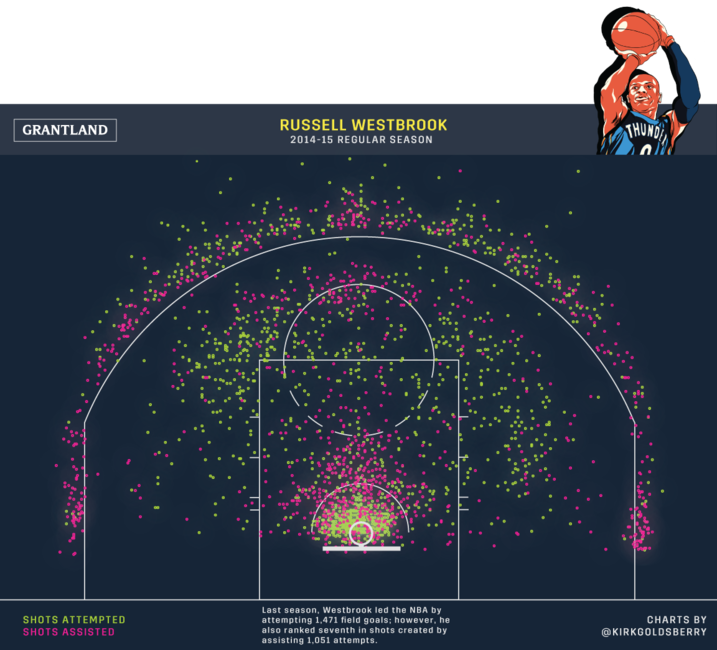 GRANTLAND
RUSSELL WESTBROOK
2014-15 REGULAR SEASON
THUNDE
0
SHOTS ATTEMPTED
SHOTS ASSISTED
Last season, Westbrook led the NBA by
attempting 1,471 field goals; however, he
also ranked seventh in shots created by
assisting 1,051 attempts.
CHARTS BY
@KIRKGOLDSBERRY